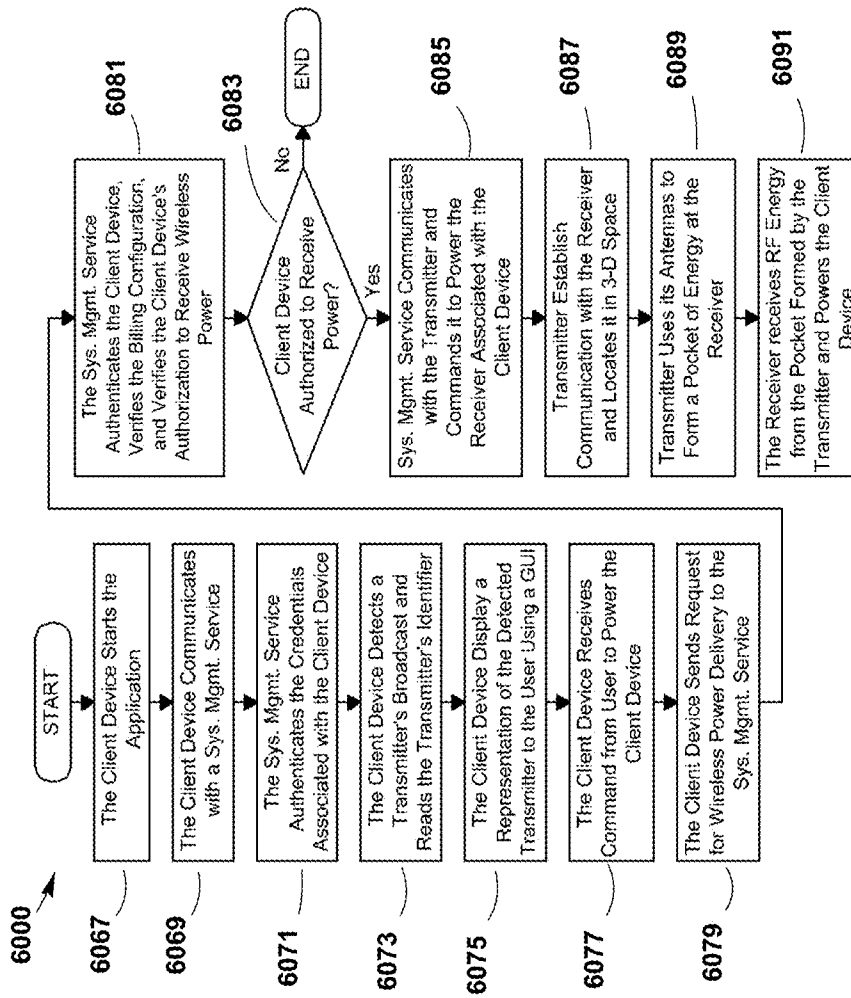 6000
START
6067
The Client Device Starts the
Application
6069
The Client Device Communicates
with a Sys. Mgmt. Service
6071
The Sys. Mgmt. Service
Authenticates the Credentials
Associated with the Client Device
6073
The Client Device Detects a
Transmitter's Broadcast and
Reads the Transmitter's Identifier
6075
The Client Device Display a
Representation of the Detected
Transmitter to the User Using a GUI
6077
The Client Device Receives
Command from User to Power the
Client Device
6079
The Client Device Sends Request
for Wireless Power Delivery to the
Sys. Mgmt. Service
6081
The Sys. Mgmt. Service
Authenticates the Client Device,
Verifies the Billing Configuration,
and Verifies the Client Device's
Authorization to Receive Wireless
Power
6083
Client Device
Authorized to Receive
Power?
No
END
Yes
6085
Sys. Mgmt. Service Communicates
with the Transmitter and
Commands it to Power the
Receiver Associated with the
Client Device
6087
Transmitter Establish
Communication with the Receiver
and Locates it in 3-D Space
6089
Transmitter Uses its Antennas to
Form a Pocket of Energy at the
Receiver
6091
The Receiver receives RF Energy
from the Pocket Formed by the
Transmitter and Powers the Client
Device